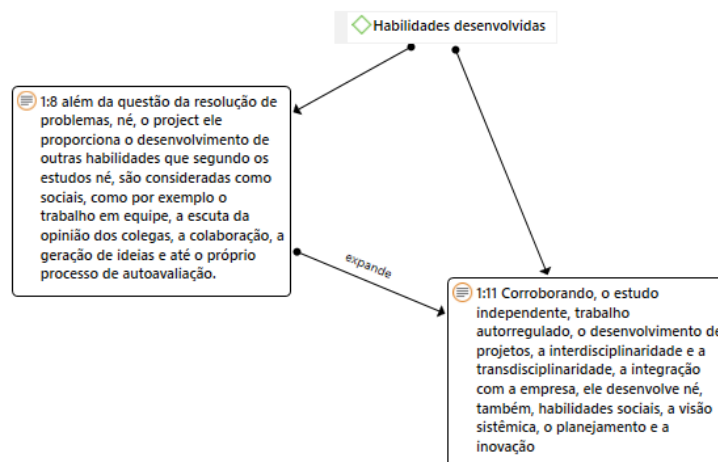 Habilidades desenvolvidas
1:8 além da questão da resolução de
problemas, né, o project ele
proporciona o desenvolvimento de
outras habilidades que segundo os
estudos né, são consideradas como
sociais, como por exemplo o
trabalho em equipe, a escuta da
opinião dos colegas, a colaboração, a
geração de ideias e até o próprio
processo de autoavaliação.
expande
1:11 Corroborando, o estudo
independente, trabalho
autorregulado, o desenvolvimento de
projetos, a interdisciplinaridade e a
transdisciplinaridade, a integração
com a empresa, ele desenvolve né,
também, habilidades sociais, a visão
sistêmica, o planejamento e a
inovação